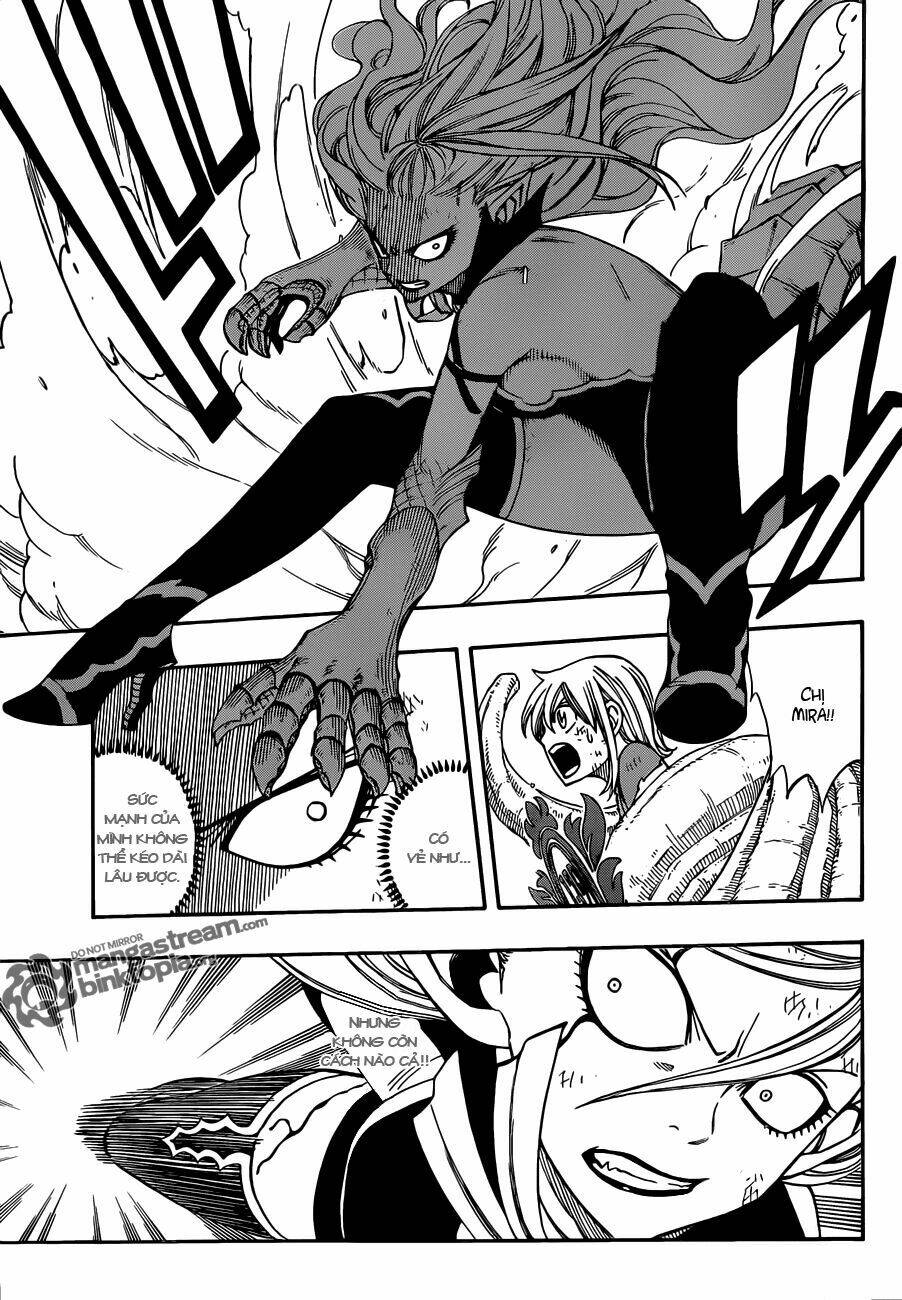 CHỊ
MIRA!!
CÓ
VẺ NHƯ...
SỨC
MẠNH CỦA
MÌNH KHÔNG
THỂ KÉO DÀI
LÂU ĐƯỢC.
DO NOT MIRROR
mangastream.com
binktopia
NHƯNG
KHÔNG CÒN
CÁCH NÀO CẢ!!